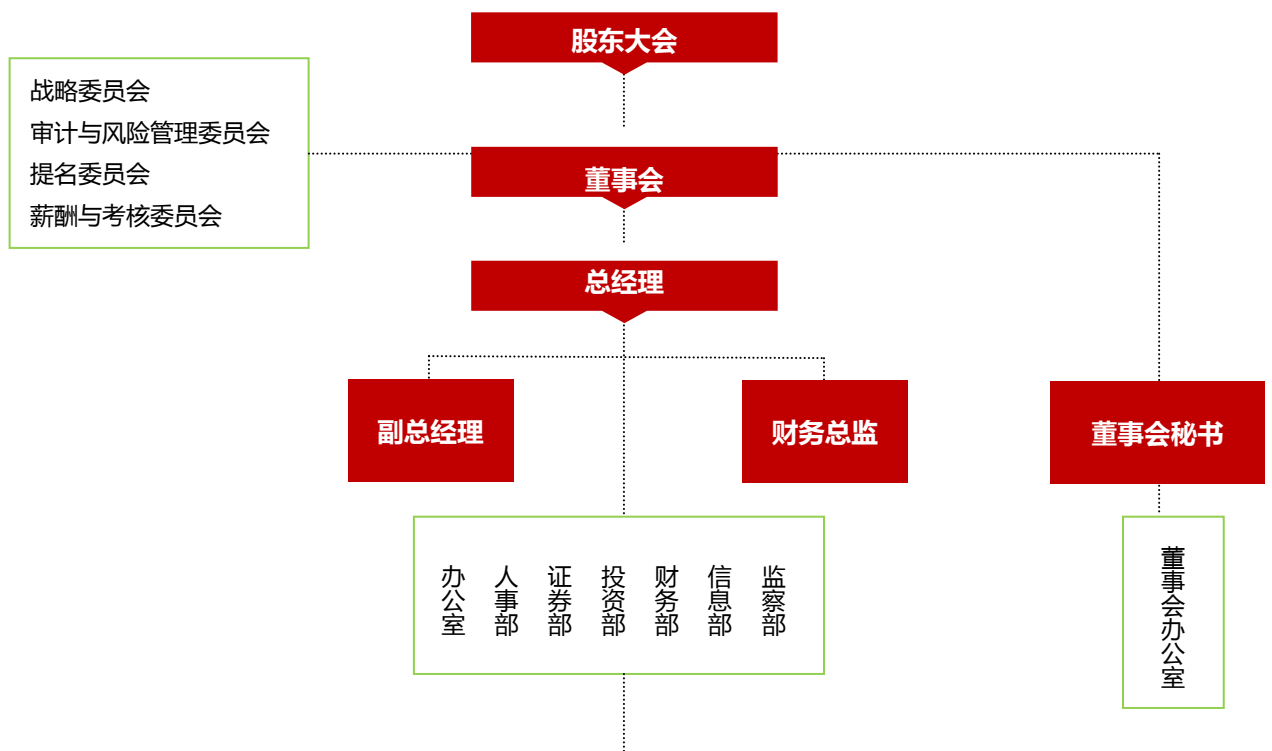 股东大会
战略委员会
审计与风险管理委员会
提名委员会
薪酬与考核委员会
董事会
总经理
副总经理
财务总监
董事会秘书
办公室
人事部
证券部
投资部
财务部
信息部
监察部
董事会办公室